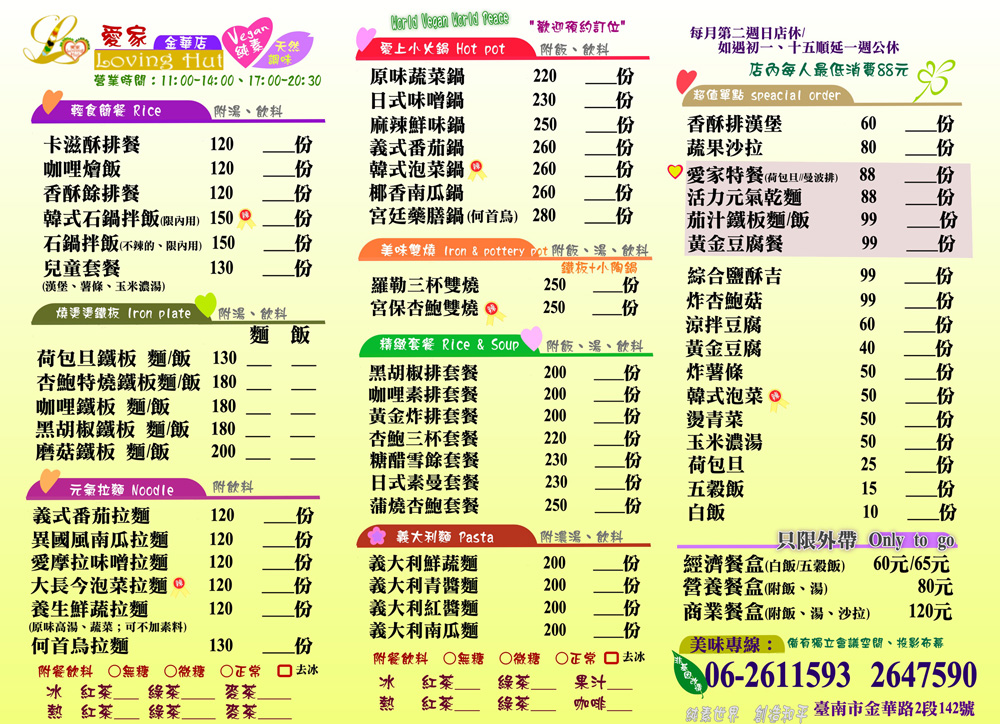 愛家 金華店
Loving Hut
Vegan 純素 天然調味
營業時間：11:00-14:00、17:00-20:30
輕食簡餐 Rice 附湯、飲料
卡滋酥排餐 120 ___份
咖哩燴飯 120 ___份
香酥餘排餐 120 ___份
韓式石鍋拌飯(限內用) 150 辣 ___份
石鍋拌飯(不辣的、限內用) 150 ___份
兒童套餐 130 ___份
(漢堡、薯條、玉米濃湯)
燒燙燙鐵板 Iron plate 附湯、飲料
麵 飯
荷包旦鐵板 麵/飯 130 __ __
杏鮑特燒鐵板麵/飯 180 __ __
咖哩鐵板 麵/飯 180 __ __
黑胡椒鐵板 麵/飯 180 __ __
磨菇鐵板 麵/飯 200 __ __
元氣拉麵 Noodle 附飲料
義式番茄拉麵 120 ___份
異國風南瓜拉麵 120 ___份
愛摩拉味噌拉麵 120 ___份
大長今泡菜拉麵 辣 120 ___份
養生鮮蔬拉麵 120 ___份
(原味高湯、蔬菜；可不加素料)
何首烏拉麵 130 ___份
附餐飲料 ○無糖 ○微糖 ○正常 □去冰
冰 紅茶___ 綠茶___ 麥茶___
熱 紅茶___ 綠茶___ 麥茶___
World Vegan World Peace
"歡迎預約訂位"
愛上小火鍋 Hot pot 附飯、飲料
原味蔬菜鍋 220 ___份
日式味噌鍋 230 ___份
麻辣鮮味鍋 250 ___份
義式番茄鍋 260 ___份
韓式泡菜鍋 辣 260 ___份
椰香南瓜鍋 260 ___份
宮廷藥膳鍋(何首烏) 280 ___份
美味雙燒 Iron & pottery pot 附飯、湯、飲料
鐵板+小陶鍋
羅勒三杯雙燒 250 ___份
宮保杏鮑雙燒 辣 250 ___份
精緻套餐 Rice & Soup 附飯、湯、飲料
黑胡椒排套餐 200 ___份
咖哩素排套餐 200 ___份
黃金炸排套餐 200 ___份
杏鮑三杯套餐 220 ___份
糖醋雪餘套餐 230 ___份
日式素曼套餐 230 ___份
蒲燒杏鮑套餐 250 ___份
義大利麵 Pasta 附濃湯、飲料
義大利鮮蔬麵 200 ___份
義大利青醬麵 200 ___份
義大利紅醬麵 200 ___份
義大利南瓜麵 200 ___份
附餐飲料 ○無糖 ○微糖 ○正常 □去冰
冰 紅茶___ 綠茶___ 果汁___
熱 紅茶___ 綠茶___ 咖啡___
每月第二週日店休/
如遇初一、十五順延一週公休
店內每人最低消費88元
超值單點 speacial order
香酥排漢堡 60 ___份
蔬果沙拉 80 ___份
愛家特餐(荷包旦//曼波排) 88 ___份
活力元氣乾麵 88 ___份
茄汁鐵板麵/飯 99 ___份
黃金豆腐餐 99 ___份
綜合鹽酥吉 99 ___份
炸杏鮑菇 99 ___份
涼拌豆腐 60 ___份
黃金豆腐 40 ___份
炸薯條 50 ___份
韓式泡菜 辣 50 ___份
燙青菜 50 ___份
玉米濃湯 50 ___份
荷包旦 25 ___份
五穀飯 15 ___份
白飯 10 ___份
只限外帶 Only to go
經濟餐盒(白飯/五穀飯) 60元/65元
營養餐盒(附飯、湯) 80元
商業餐盒(附飯、湯、沙拉) 120元
美味專線： 備有獨立會議空間、投影布幕
06-2611593 2647590
純素世界 創造和平 臺南市金華路2段142號